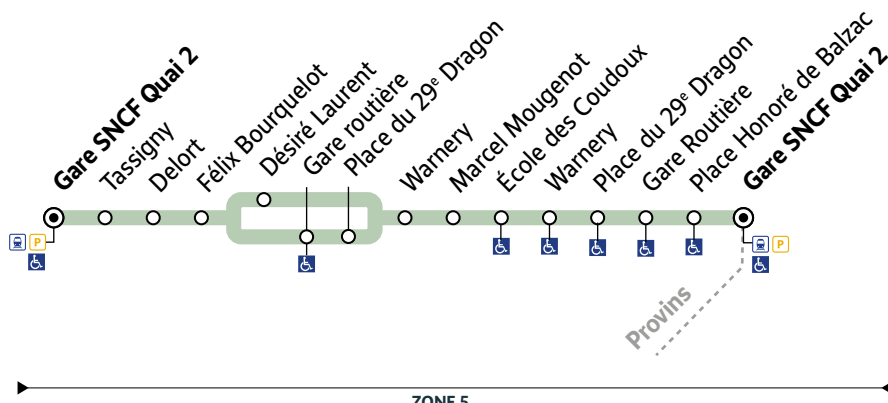 Gare SNCF Quai 2
Tassigny
Delort
Félix Bourquelot
Désiré Laurent
Gare routière
Place du 29e Dragon
Warnery
Marcel Mougenot
École des Coudoux
Warnery
Place du 29e Dragon
Gare Routière
Place Honoré de Balzac
Gare SNCF Quai 2
P
P
Provins
ZONE 5